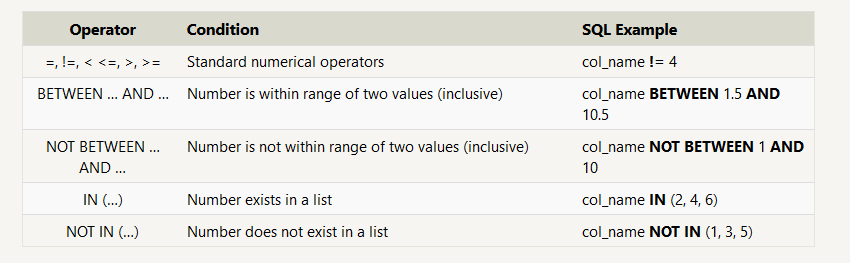 Operator Condition SQL Example
=, !=, < <=, >, >= Standard numerical operators col_name != 4
BETWEEN … AND … Number is within range of two values (inclusive) col_name BETWEEN 1.5 AND
10.5
NOT BETWEEN … Number is not within range of two values (inclusive) col_name NOT BETWEEN 1 AND
AND … 10
IN (…) Number exists in a list col_name IN (2, 4, 6)
NOT IN (…) Number does not exist in a list col_name NOT IN (1, 3, 5)